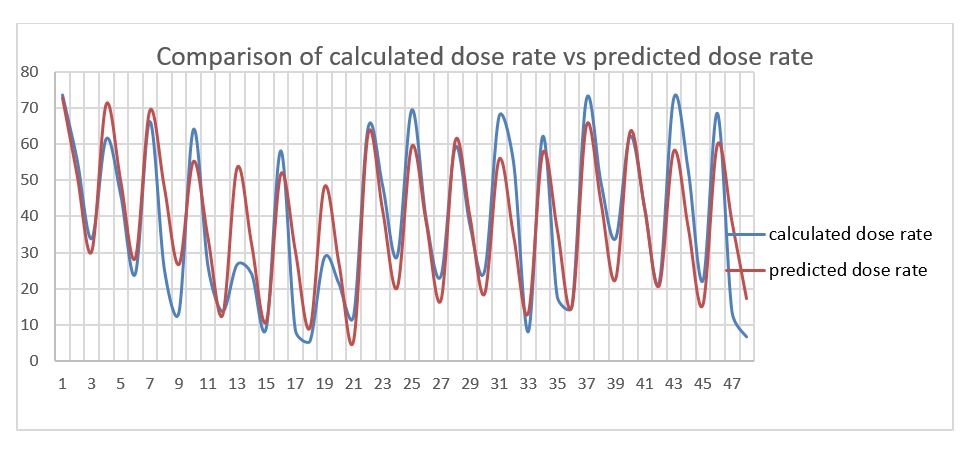 Comparison of calculated dose rate vs predicted dose rate
80
70
60
50
40
30
20
10
0
1 3 5 7 9 11 13 15 17 19 21 23 25 27 29 31 33 35 37 39 41 43 45 47
calculated dose rate
predicted dose rate